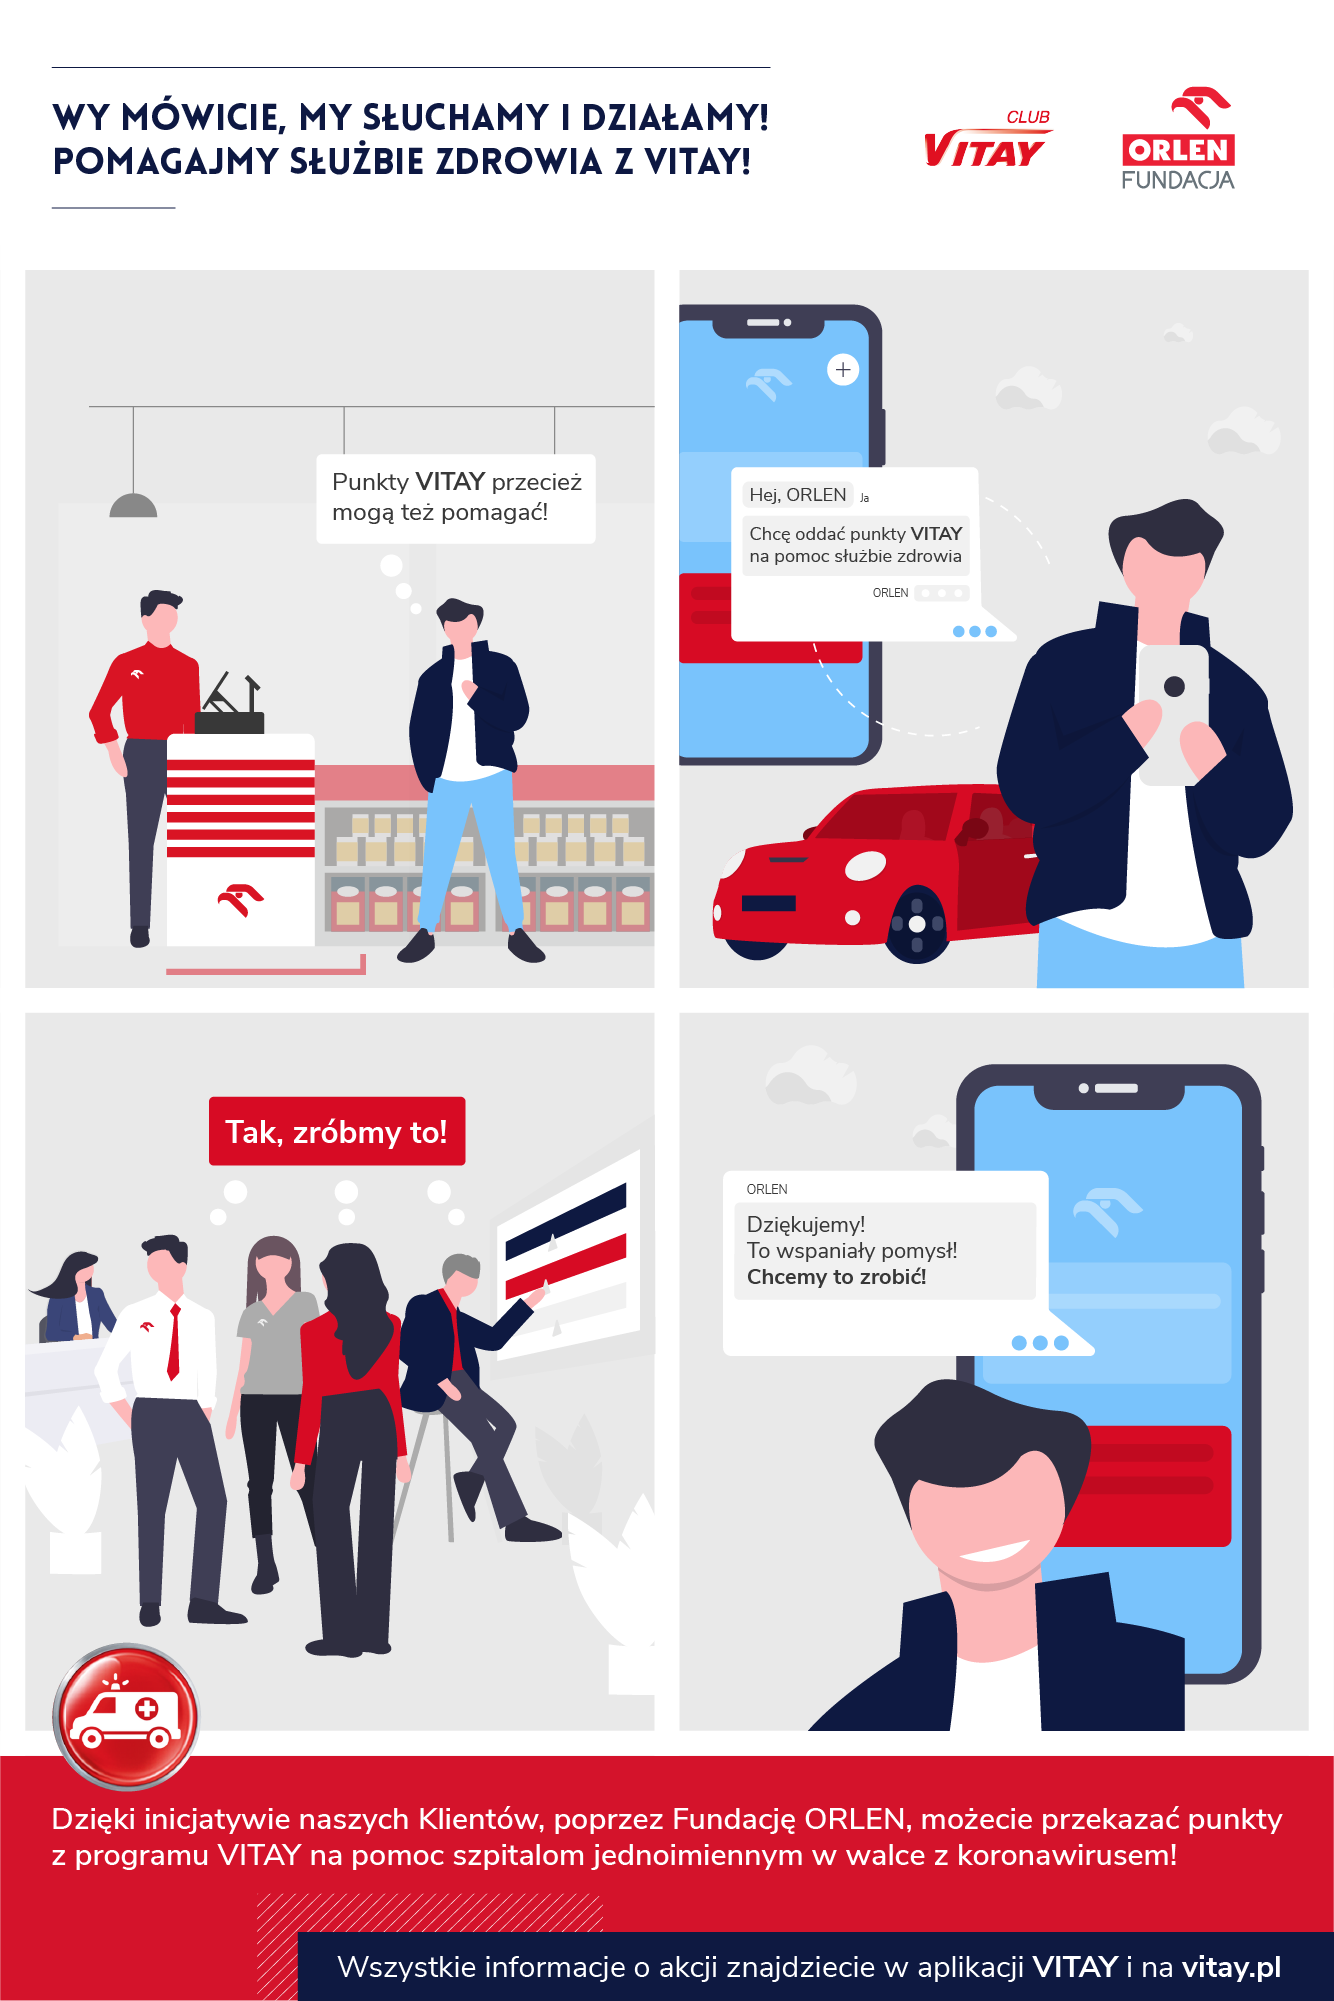 WY MÓWICIE, MY SŁUCHAMY I DZIAŁAMY!
POMAGAJMY SŁUŻBIE ZDROWIA Z VITAY!
CLUB
VITAY
ORLEN
FUNDACJA
Punkty VITAY przecież
mogą też pomagać!
Hej, ORLEN Ja
Chcę oddać punkty VITAY
na pomoc służbie zdrowia
ORLEN
Tak, zróbmy to!
ORLEN
Dziękujemy!
To wspaniały pomysł!
Chcemy to zrobić!
Dzięki inicjatywie naszych Klientów, poprzez Fundację ORLEN, możecie przekazać punkty
z programu VITAY na pomoc szpitalom jednoimiennym w walce z koronawirusem!
Wszystkie informacje o akcji znajdziecie w aplikacji VITAY i na vitay.pl